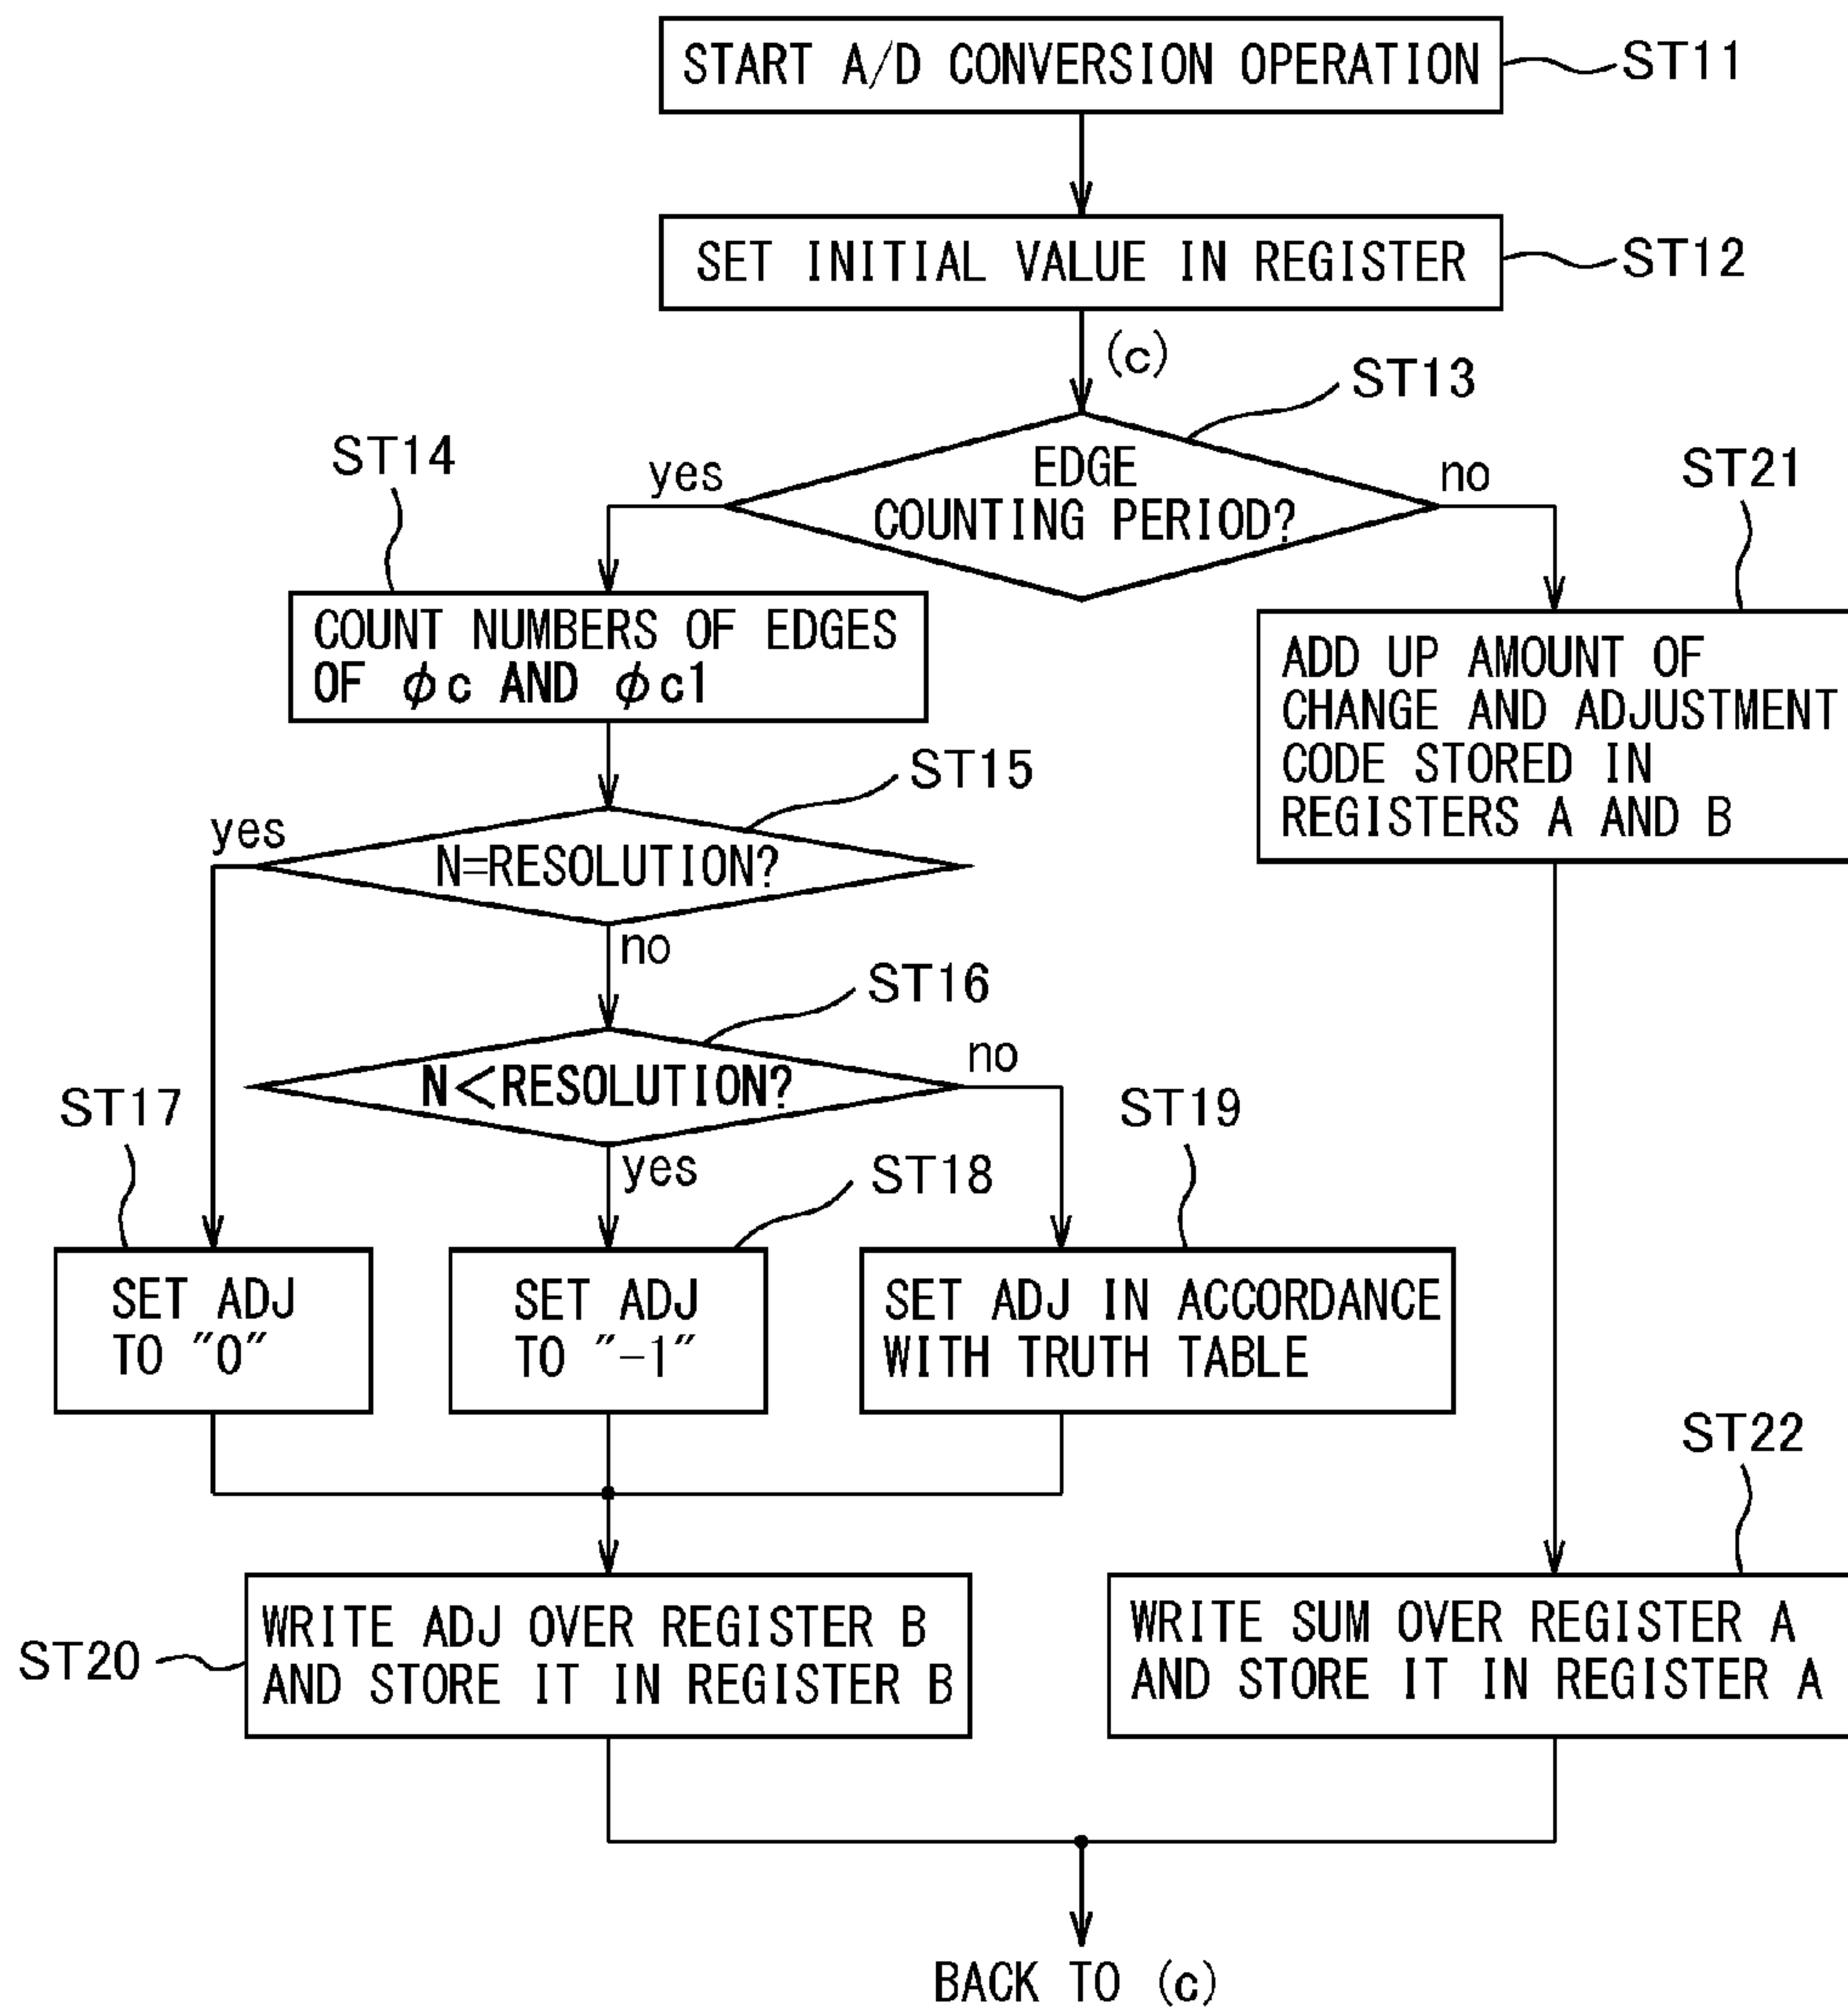 START A/D CONVERSION OPERATION
ST11
SET INITIAL VALUE IN REGISTER
ST12
(c)
ST13
EDGE
COUNTING PERIOD?
yes
no
ST14
ST21
COUNT NUMBERS OF EDGES
OF φc AND φc1
ADD UP AMOUNT OF
CHANGE AND ADJUSTMENT
CODE STORED IN
REGISTERS A AND B
ST15
yes
N=RESOLUTION?
no
ST16
N<RESOLUTION?
no
yes
ST17
ST18
ST19
SET ADJ
TO "0"
SET ADJ
TO "-1"
SET ADJ IN ACCORDANCE
WITH TRUTH TABLE
ST22
ST20
WRITE ADJ OVER REGISTER B
AND STORE IT IN REGISTER B
WRITE SUM OVER REGISTER A
AND STORE IT IN REGISTER A
BACK TO (c)